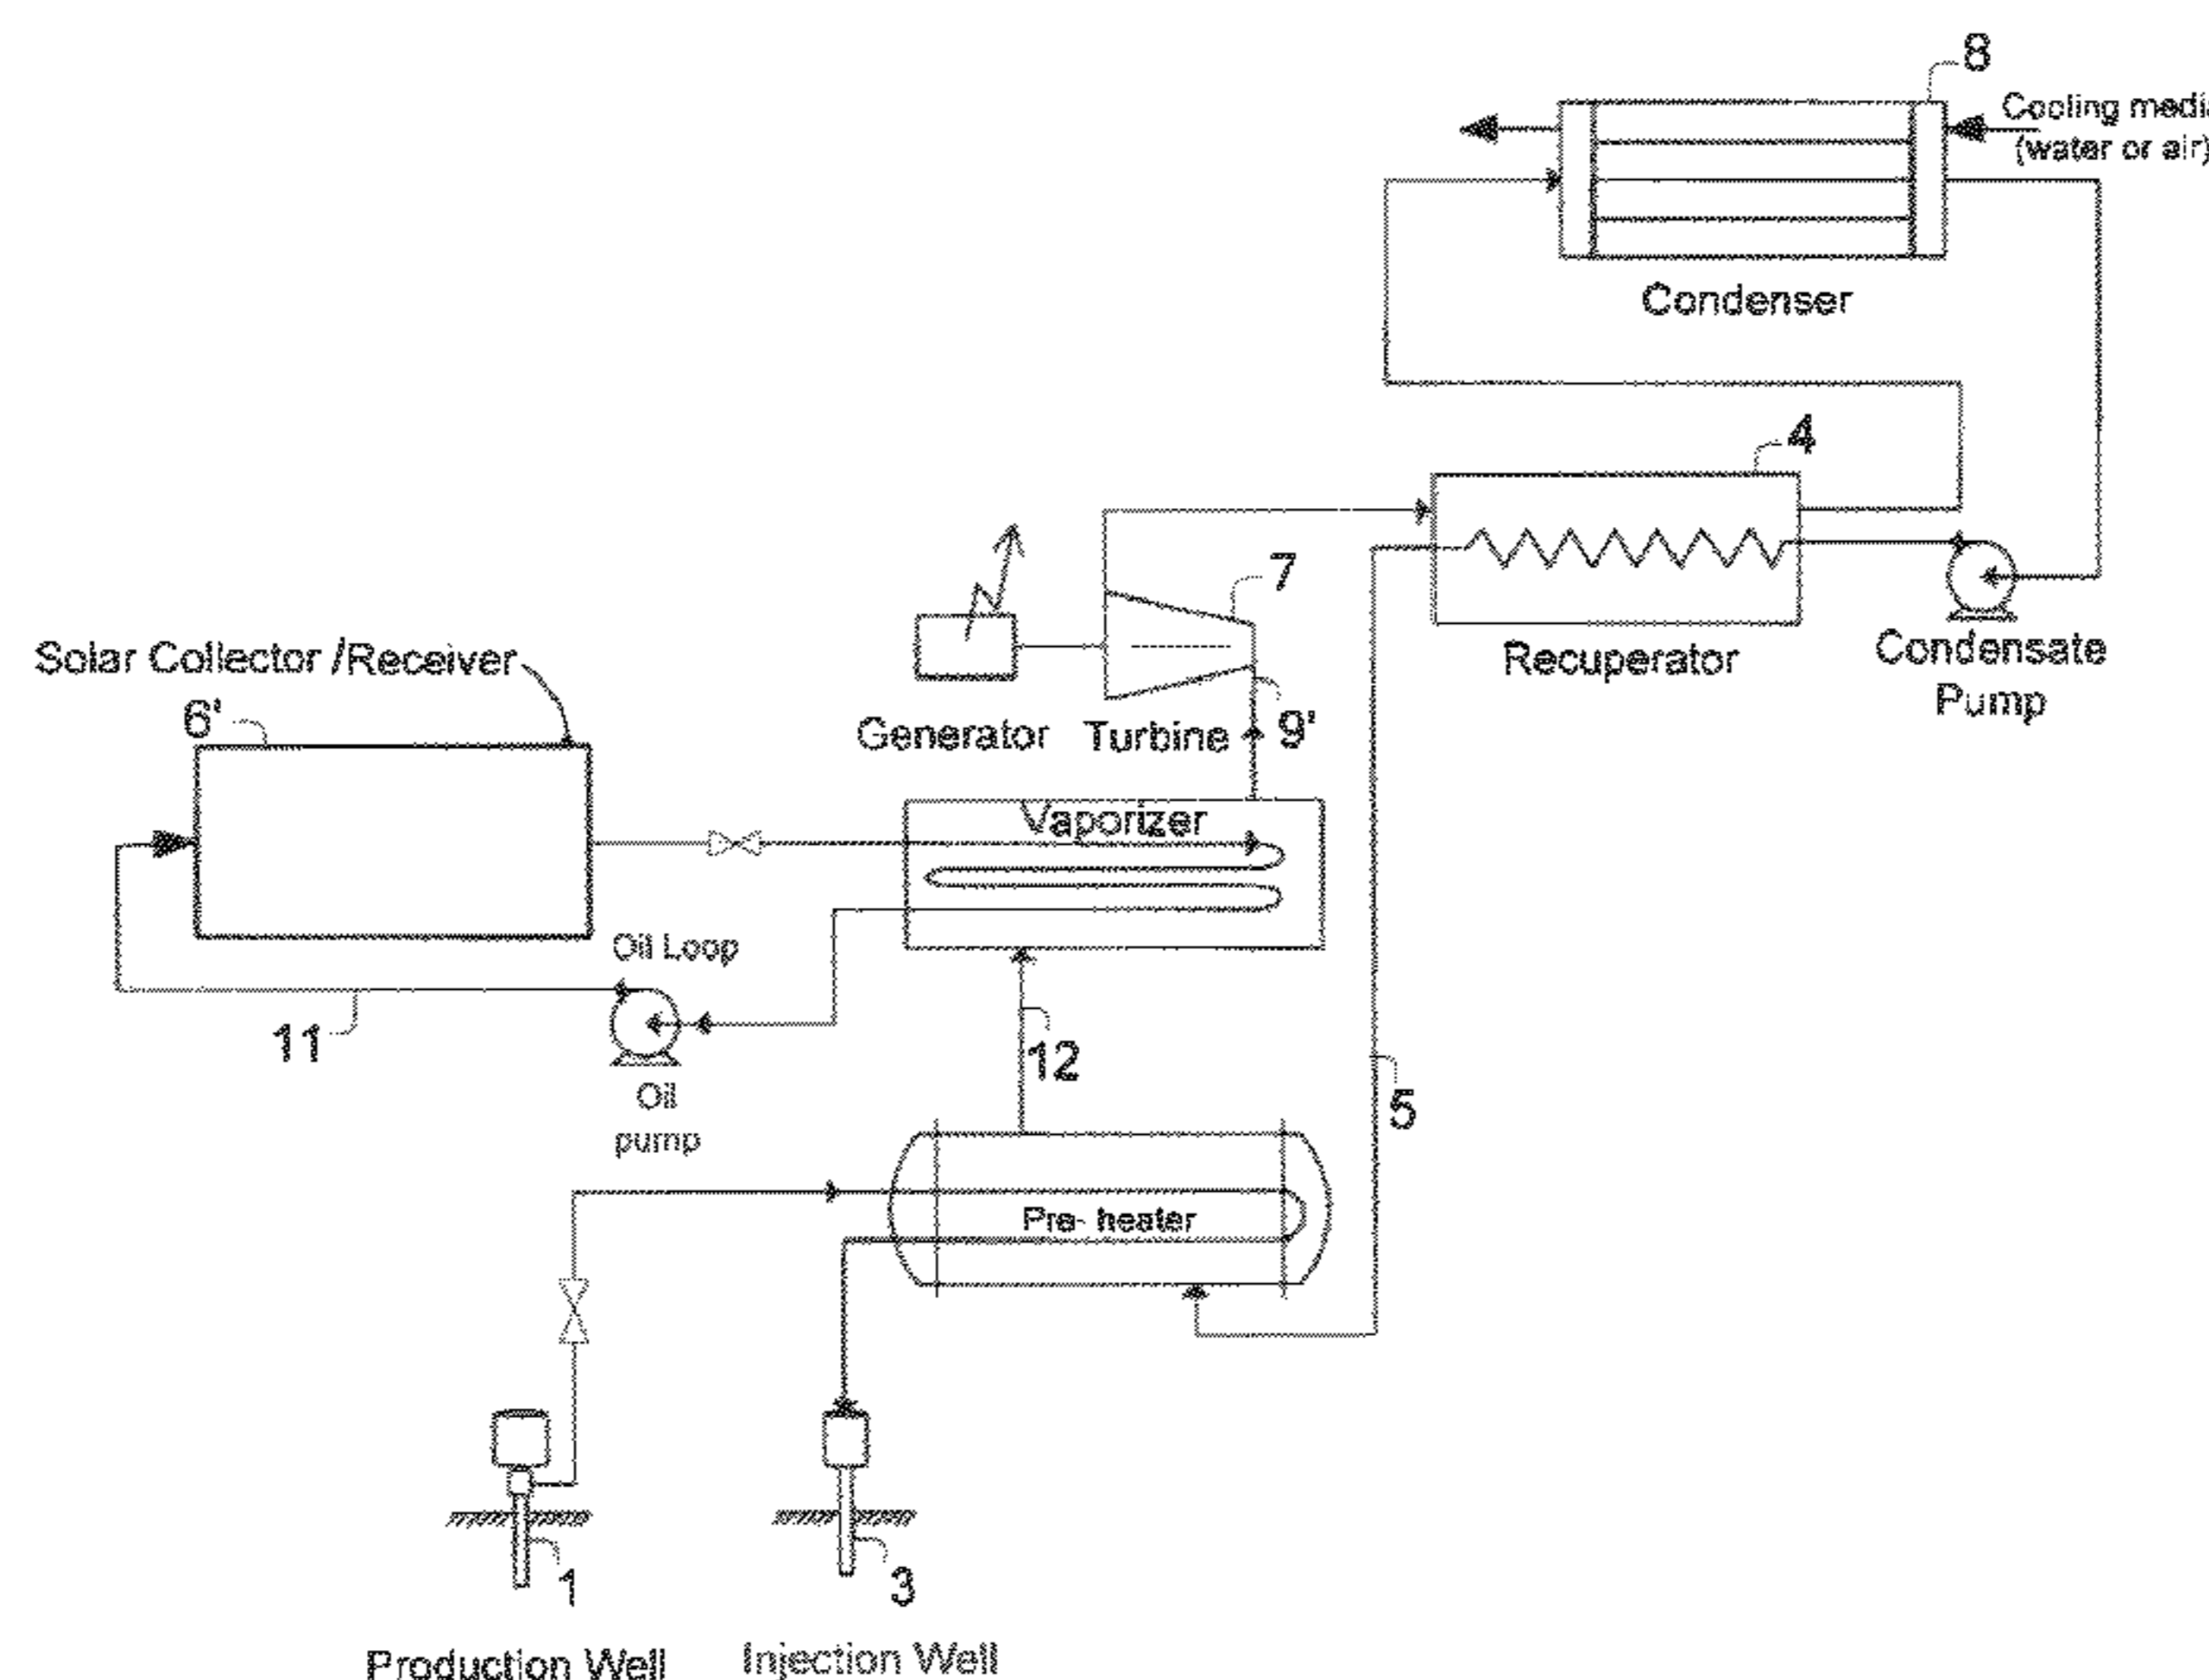 8
Cooling media
(water or air)
Condenser
4
7
Recuperator
Condensate
Pump
Solar Collector /Receiver
6'
Generator
Turbine
9'
Vaporizer
Oil Loop
11
12
Oil
pump
5
Pre- heater
1
3
Production Well
Injection Well